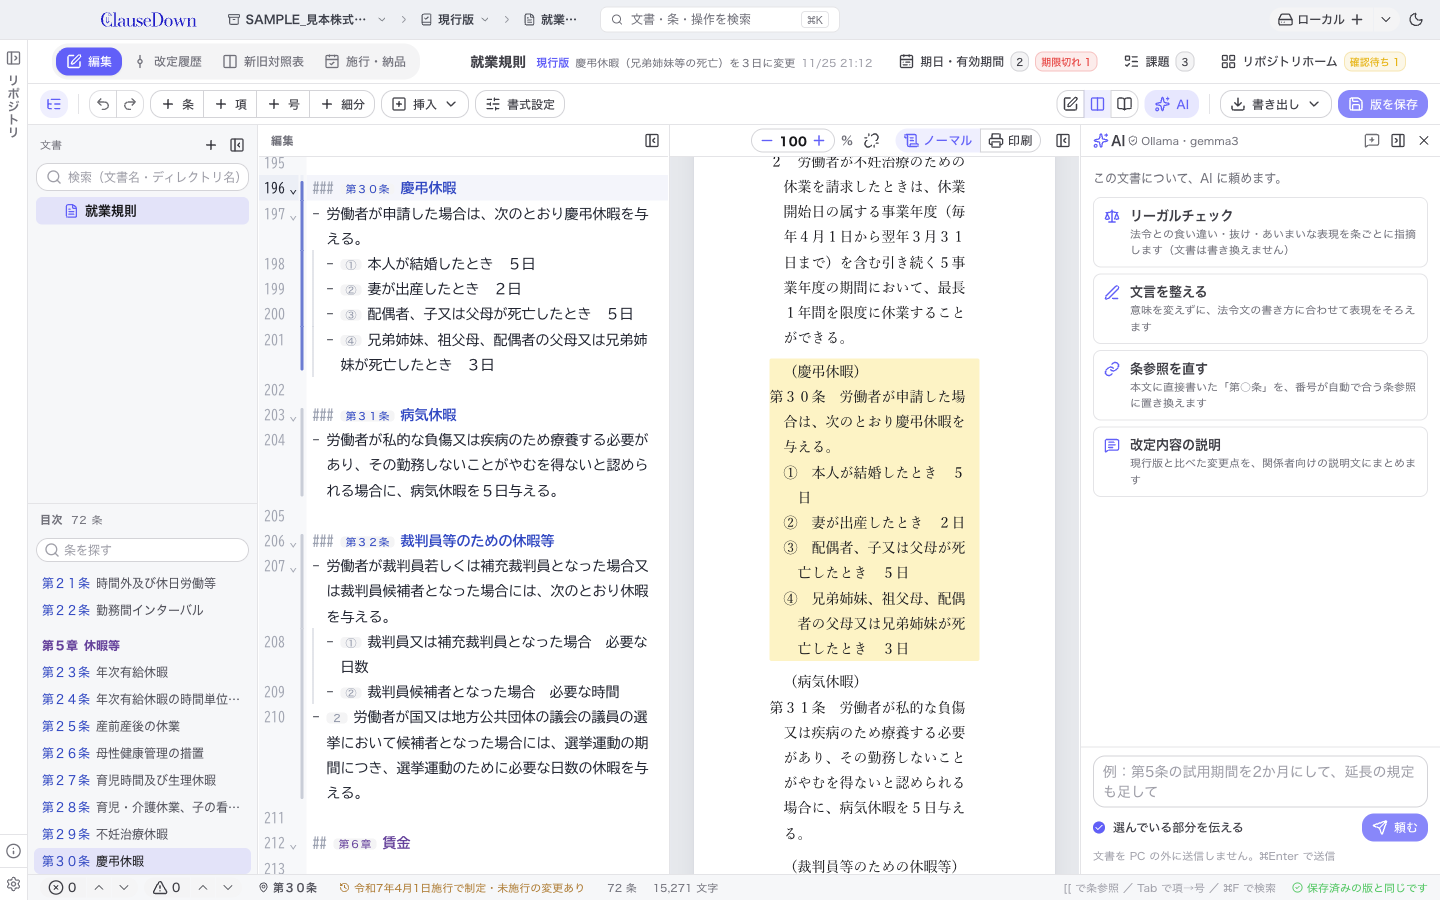 ClauseDown
SAMPLE_見本株式… 現行版 就業…
文書・条・操作を検索 ⌘K
ローカル
編集 改定履歴 新旧対照表 施行・納品
就業規則 現行版 慶弔休暇（兄弟姉妹等の死亡）を３日に変更 11/25 21:12
期日・有効期間 2 期限切れ 1 課題 3 リポジトリホーム 確認待ち 1
リポジトリ
条 項 号 細分 挿入 書式設定
AI 書き出し 版を保存
文書
検索（文書名・ディレクトリ名）
就業規則
目次 72 条
条を探す
第２１条 時間外及び休日労働等
第２２条 勤務間インターバル
第５章 休暇等
第２３条 年次有給休暇
第２４条 年次有給休暇の時間単位…
第２５条 産前産後の休業
第２６条 母性健康管理の措置
第２７条 育児時間及び生理休暇
第２８条 育児・介護休業、子の看…
第２９条 不妊治療休暇
第３０条 慶弔休暇
編集
195
196 ### 第３０条 慶弔休暇
197 − 労働者が申請した場合は、次のとおり慶弔休暇を与
える。
198 − ① 本人が結婚したとき　５日
199 − ② 妻が出産したとき　２日
200 − ③ 配偶者、子又は父母が死亡したとき　５日
201 − ④ 兄弟姉妹、祖父母、配偶者の父母又は兄弟姉
妹が死亡したとき　３日
202
203 ### 第３１条 病気休暇
204 − 労働者が私的な負傷又は疾病のため療養する必要が
あり、その勤務しないことがやむを得ないと認めら
れる場合に、病気休暇を５日与える。
205
206 ### 第３２条 裁判員等のための休暇等
207 − 労働者が裁判員若しくは補充裁判員となった場合又
は裁判員候補者となった場合には、次のとおり休暇
を与える。
208 − ① 裁判員又は補充裁判員となった場合　必要な
日数
209 − ② 裁判員候補者となった場合　必要な時間
210 − 2 労働者が国又は地方公共団体の議会の議員の選
挙において候補者となった場合には、選挙運動の期
間につき、選挙運動のために必要な日数の休暇を与
える。
211
212 ## 第６章 賃金
213
− 100 + % ノーマル 印刷
２　労働者が不妊治療のための
休業を請求したときは、休業
開始日の属する事業年度（毎
年４月１日から翌年３月３１
日まで）を含む引き続く５事
業年度の期間において、最長
１年間を限度に休業すること
ができる。
（慶弔休暇）
第３０条　労働者が申請した場
合は、次のとおり慶弔休暇を
与える。
①　本人が結婚したとき　５
日
②　妻が出産したとき　２日
③　配偶者、子又は父母が死
亡したとき　５日
④　兄弟姉妹、祖父母、配偶
者の父母又は兄弟姉妹が死
亡したとき　３日
（病気休暇）
第３１条　労働者が私的な負傷
又は疾病のため療養する必要
があり、その勤務しないこと
がやむを得ないと認められる
場合に、病気休暇を５日与え
る。
（裁判員等のための休暇等）
AI Ollama・gemma3
この文書について、AI に頼めます。
リーガルチェック
法令との食い違い・抜け・あいまいな表現を条ごとに指摘
します（文書は書き換えません）
文言を整える
意味を変えずに、法令文の書き方に合わせて表現をそろえ
ます
条参照を直す
本文に直接書いた「第○条」を、番号が自動で合う条参照
に置き換えます
改定内容の説明
現行版と比べた変更点を、関係者向けの説明文にまとめま
す
例：第5条の試用期間を2か月にして、延長の規定
も足して
選んでいる部分を伝える 頼む
文書を PC の外に送信しません。⌘Enter で送信
0 0 第３０条 令和7年4月1日施行で制定・未施行の変更あり 72 条 15,271 文字
[[ で条参照 ／ Tab で項→号 ／ ⌘F で検索 保存済みの版と同じです